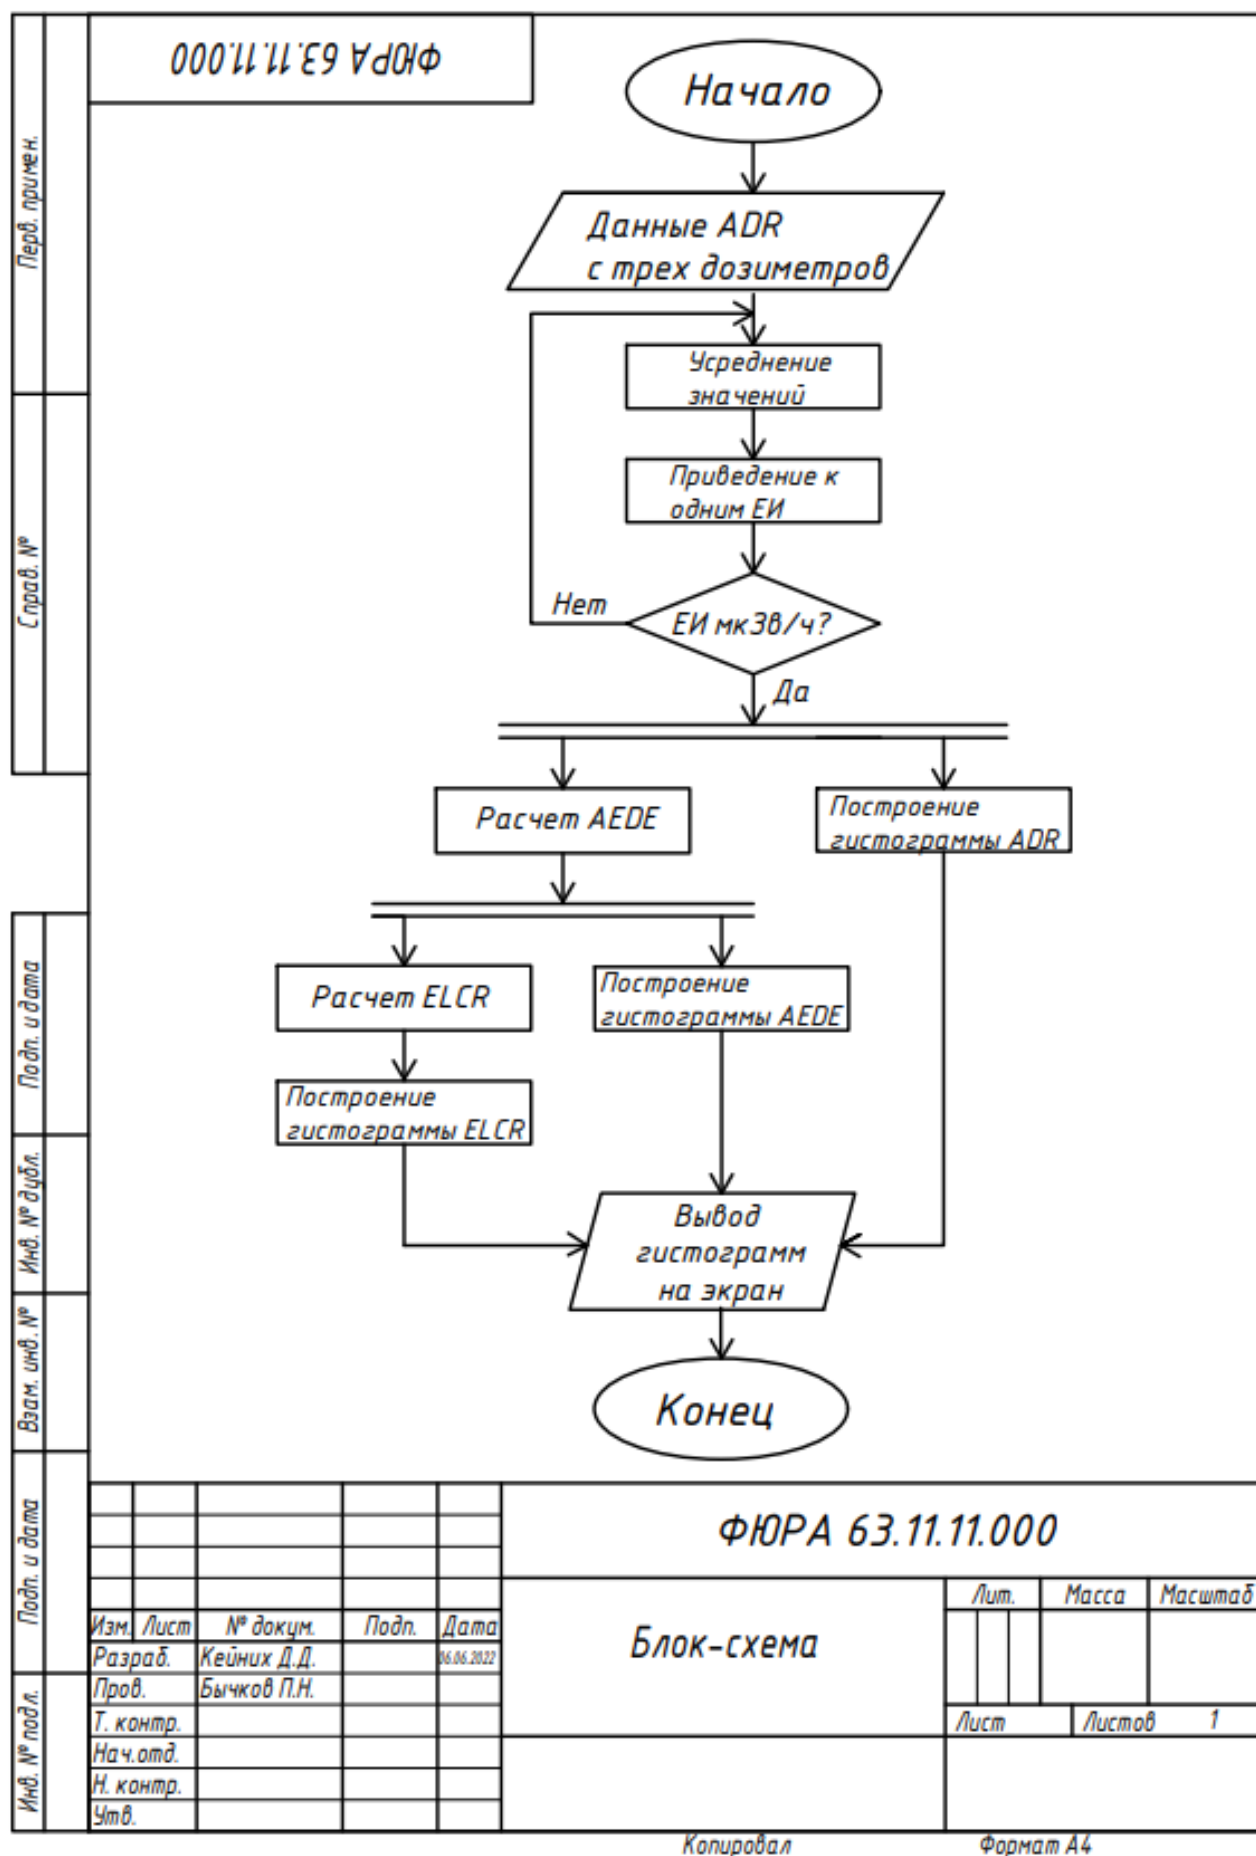 ФЮРА 63.11.11.000
Начало
Данные ADR
с трех дозиметров
Усреднение
значений
Приведение к
одним ЕИ
ЕИ мкЗв/ч?
Нет
Да
Расчет AEDE
Построение
гистограммы ADR
Расчет ELCR
Построение
гистограммы AEDE
Построение
гистограммы ELCR
Вывод
гистограмм
на экран
Конец
Перв. примен.
Справ. №
Подп. и дата
Инв. № дубл.
Взам. инв. №
Подп. и дата
Инв. № подл.
ФЮРА 63.11.11.000
Изм. Лист № докум. Подп. Дата
Разраб. Кейних Д.Д. 06.06.2022
Пров. Бычков П.Н.
Т. контр.
Нач.отд.
Н. контр.
Утв.
Блок-схема
Лит. Масса Масштаб
Лист Листов 1
Копировал Формат А4